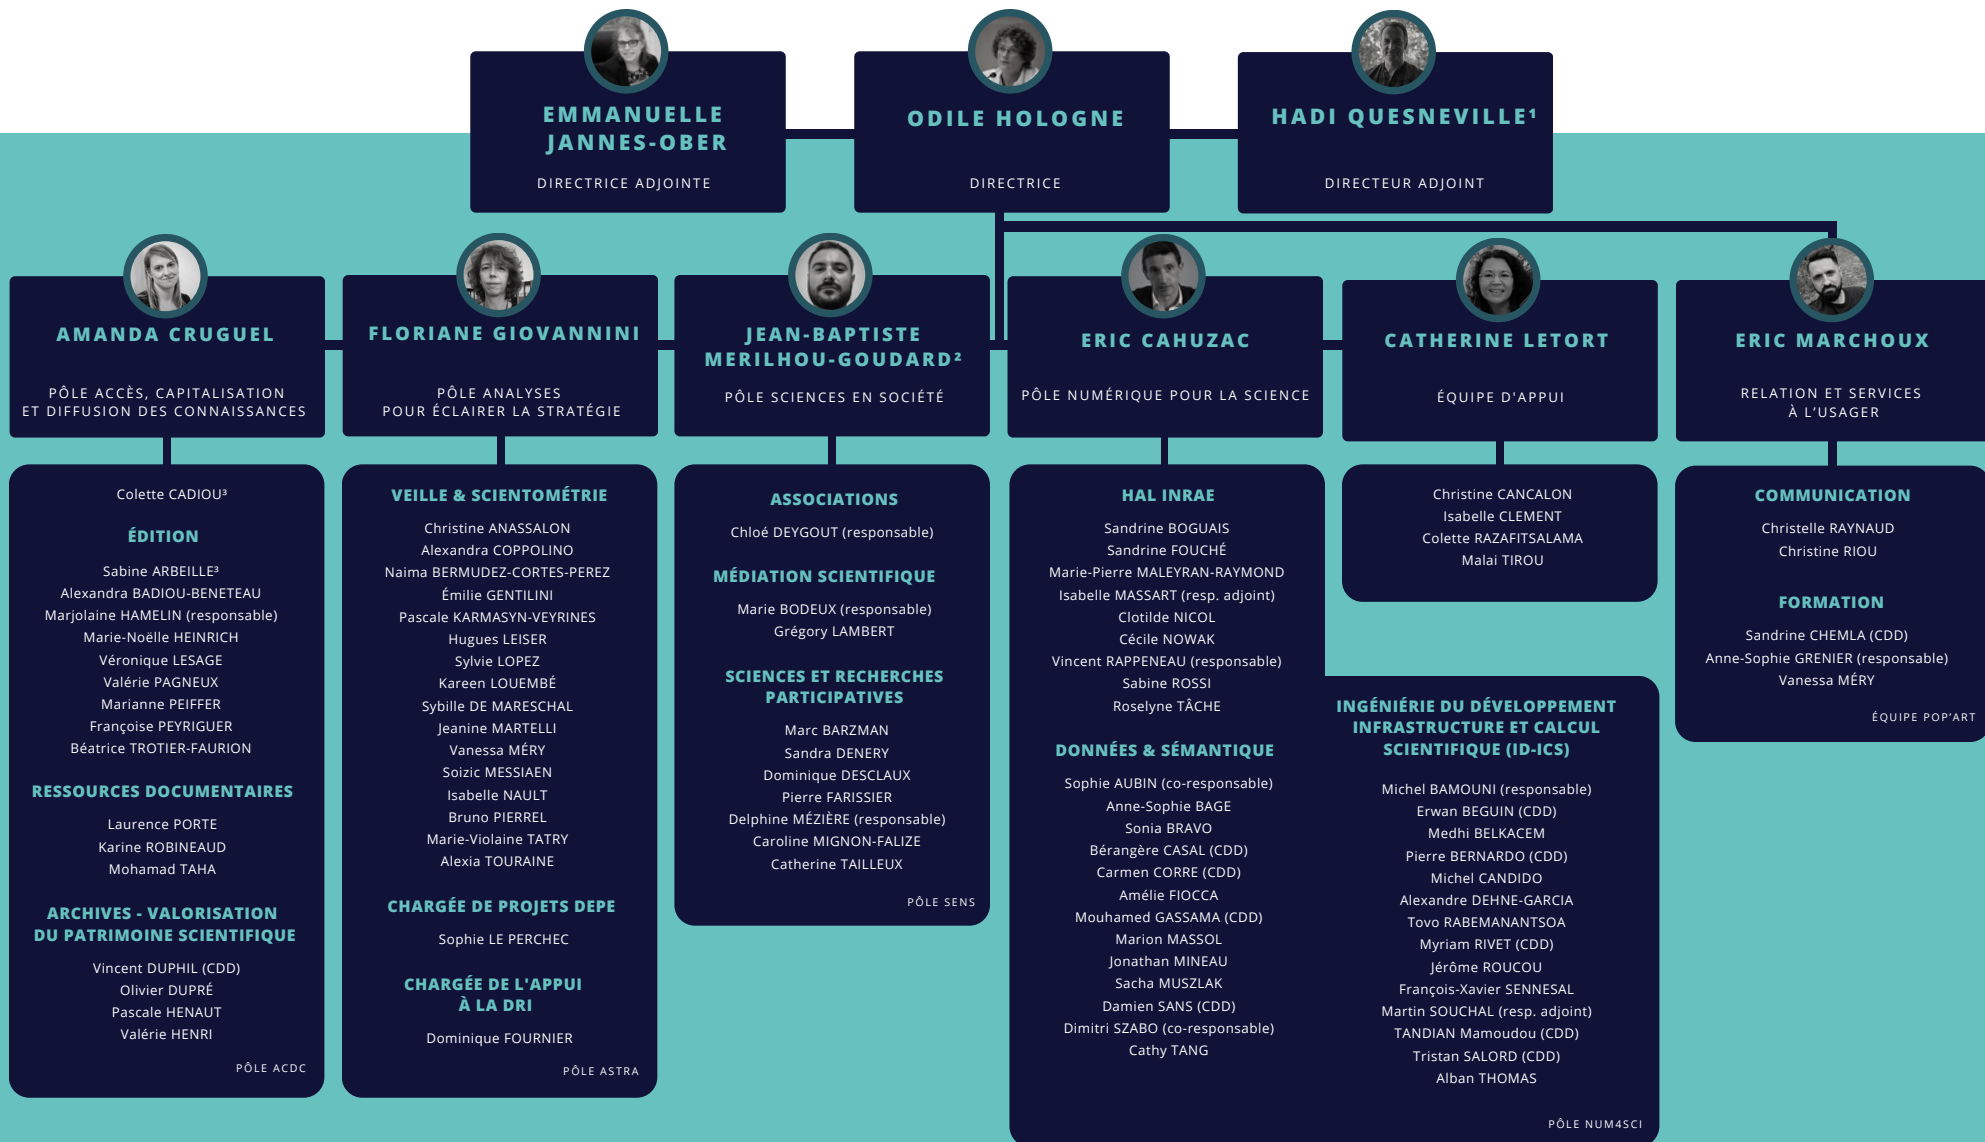 EMMANUELLE
JANNES-OBER
DIRECTRICE ADJOINTE
ODILE HOLOGNE
DIRECTRICE
HADI QUESNEVILLE¹
DIRECTEUR ADJOINT
AMANDA CRUGUEL
PÔLE ACCÈS, CAPITALISATION
ET DIFFUSION DES CONNAISSANCES
FLORIANE GIOVANNINI
PÔLE ANALYSES
POUR ÉCLAIRER LA STRATÉGIE
JEAN-BAPTISTE
MERILHOU-GOUDARD²
PÔLE SCIENCES EN SOCIÉTÉ
ERIC CAHUZAC
PÔLE NUMÉRIQUE POUR LA SCIENCE
CATHERINE LETORT
ÉQUIPE D'APPUI
ERIC MARCHOUX
RELATION ET SERVICES
À L’USAGER
Colette CADIOU³
ÉDITION
Sabine ARBEILLE³
Alexandra BADIOU-BENETEAU
Marjolaine HAMELIN (responsable)
Marie-Noëlle HEINRICH
Véronique LESAGE
Valérie PAGNEUX
Marianne PEIFFER
Françoise PEYRIGUER
Béatrice TROTIER-FAURION
RESSOURCES DOCUMENTAIRES
Laurence PORTE
Karine ROBINEAUD
Mohamad TAHA
ARCHIVES - VALORISATION
DU PATRIMOINE SCIENTIFIQUE
Vincent DUPHIL (CDD)
Olivier DUPRÉ
Pascale HENAUT
Valérie HENRI
PÔLE ACDC
VEILLE & SCIENTOMÉTRIE
Christine ANASSALON
Alexandra COPPOLINO
Naima BERMUDEZ-CORTES-PEREZ
Émilie GENTILINI
Pascale KARMASYN-VEYRINES
Hugues LEISER
Sylvie LOPEZ
Kareen LOUEMBÉ
Sybille DE MARESCHAL
Jeanine MARTELLI
Vanessa MÉRY
Soizic MESSIAEN
Isabelle NAULT
Bruno PIERREL
Marie-Violaine TATRY
Alexia TOURAINE
CHARGÉE DE PROJETS DEPE
Sophie LE PERCHEC
CHARGÉE DE L'APPUI
À LA DRI
Dominique FOURNIER
PÔLE ASTRA
ASSOCIATIONS
Chloé DEYGOUT (responsable)
MÉDIATION SCIENTIFIQUE
Marie BODEUX (responsable)
Grégory LAMBERT
SCIENCES ET RECHERCHES
PARTICIPATIVES
Marc BARZMAN
Sandra DENERY
Dominique DESCLAUX
Pierre FARISSIER
Delphine MÉZIÈRE (responsable)
Caroline MIGNON-FALIZE
Catherine TAILLEUX
PÔLE SENS
HAL INRAE
Sandrine BOGUAIS
Sandrine FOUCHÉ
Marie-Pierre MALEYRAN-RAYMOND
Isabelle MASSART (resp. adjoint)
Clotilde NICOL
Cécile NOWAK
Vincent RAPPENEAU (responsable)
Sabine ROSSI
Roselyne TÂCHE
DONNÉES & SÉMANTIQUE
Sophie AUBIN (co-responsable)
Anne-Sophie BAGE
Sonia BRAVO
Bérangère CASAL (CDD)
Carmen CORRE (CDD)
Amélie FIOCCA
Mouhamed GASSAMA (CDD)
Marion MASSOL
Jonathan MINEAU
Sacha MUSZLAK
Damien SANS (CDD)
Dimitri SZABO (co-responsable)
Cathy TANG
INGÉNIÉRIE DU DÉVELOPPEMENT
INFRASTRUCTURE ET CALCUL
SCIENTIFIQUE (ID-ICS)
Michel BAMOUNI (responsable)
Erwan BEGUIN (CDD)
Medhi BELKACEM
Pierre BERNARDO (CDD)
Michel CANDIDO
Alexandre DEHNE-GARCIA
Tovo RABEMANANTSOA
Myriam RIVET (CDD)
Jérôme ROUCOU
François-Xavier SENNESAL
Martin SOUCHAL (resp. adjoint)
TANDIAN Mamoudou (CDD)
Tristan SALORD (CDD)
Alban THOMAS
PÔLE NUM4SCI
Christine CANCALON
Isabelle CLEMENT
Colette RAZAFITSALAMA
Malai TIROU
COMMUNICATION
Christelle RAYNAUD
Christine RIOU
FORMATION
Sandrine CHEMLA (CDD)
Anne-Sophie GRENIER (responsable)
Vanessa MÉRY
ÉQUIPE POP’ART